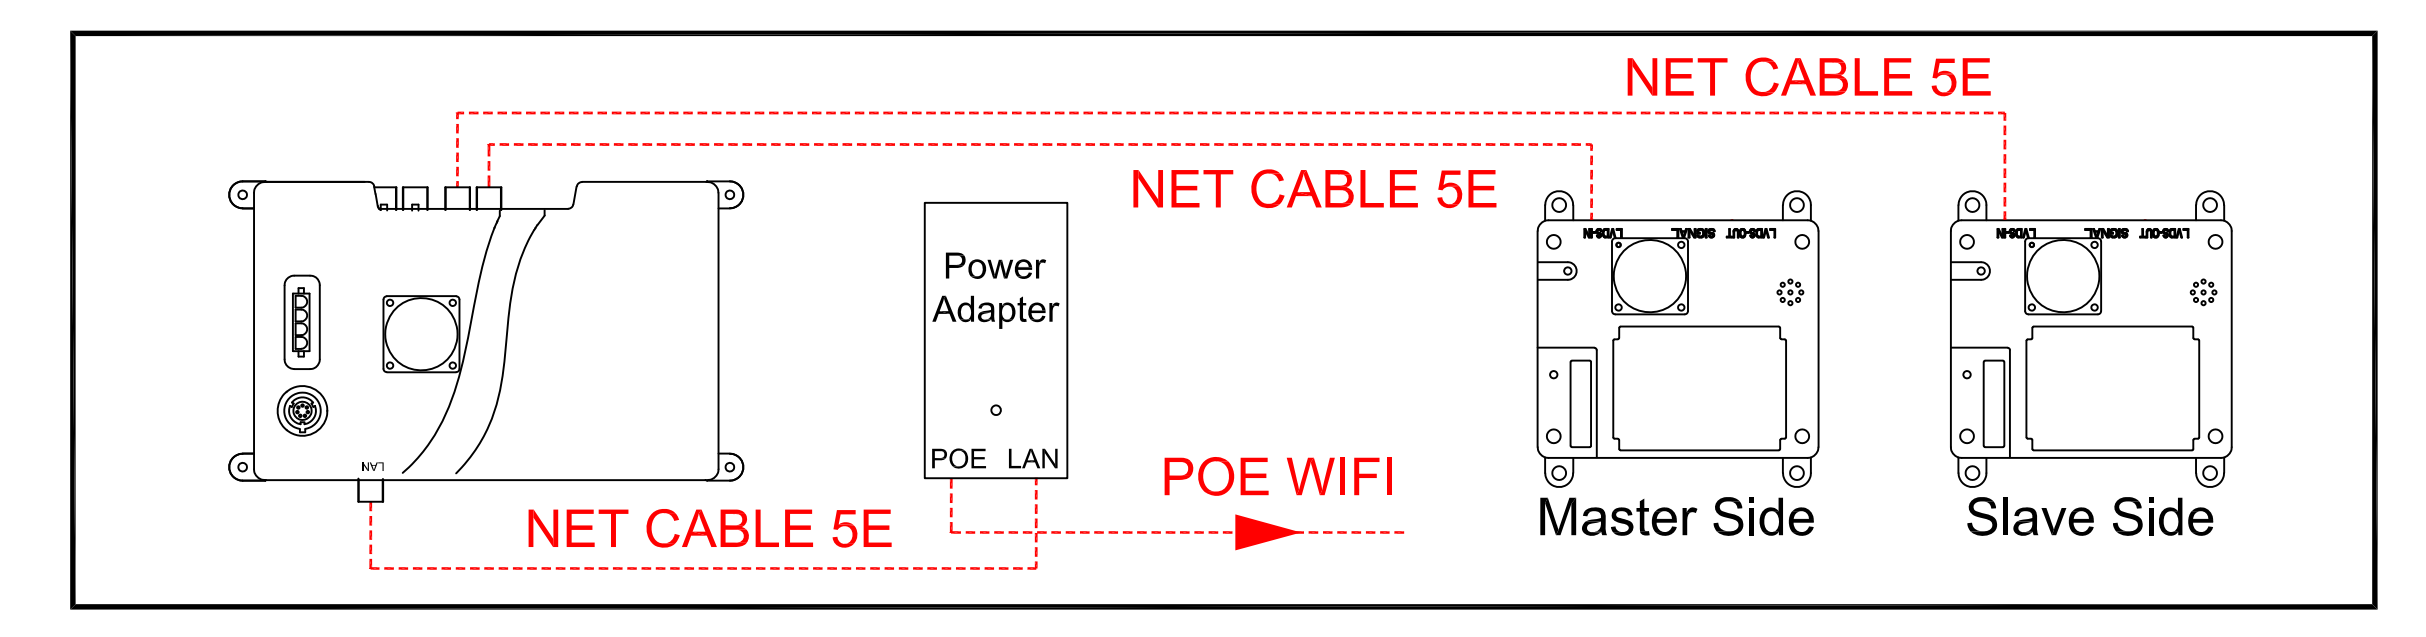 NET CABLE 5E
NET CABLE 5E
LVDS-IN SIGNAL LVDS-OUT
LVDS-IN SIGNAL LVDS-OUT
Power
Adapter
POE LAN
LAN
POE WIFI
NET CABLE 5E
Master Side
Slave Side